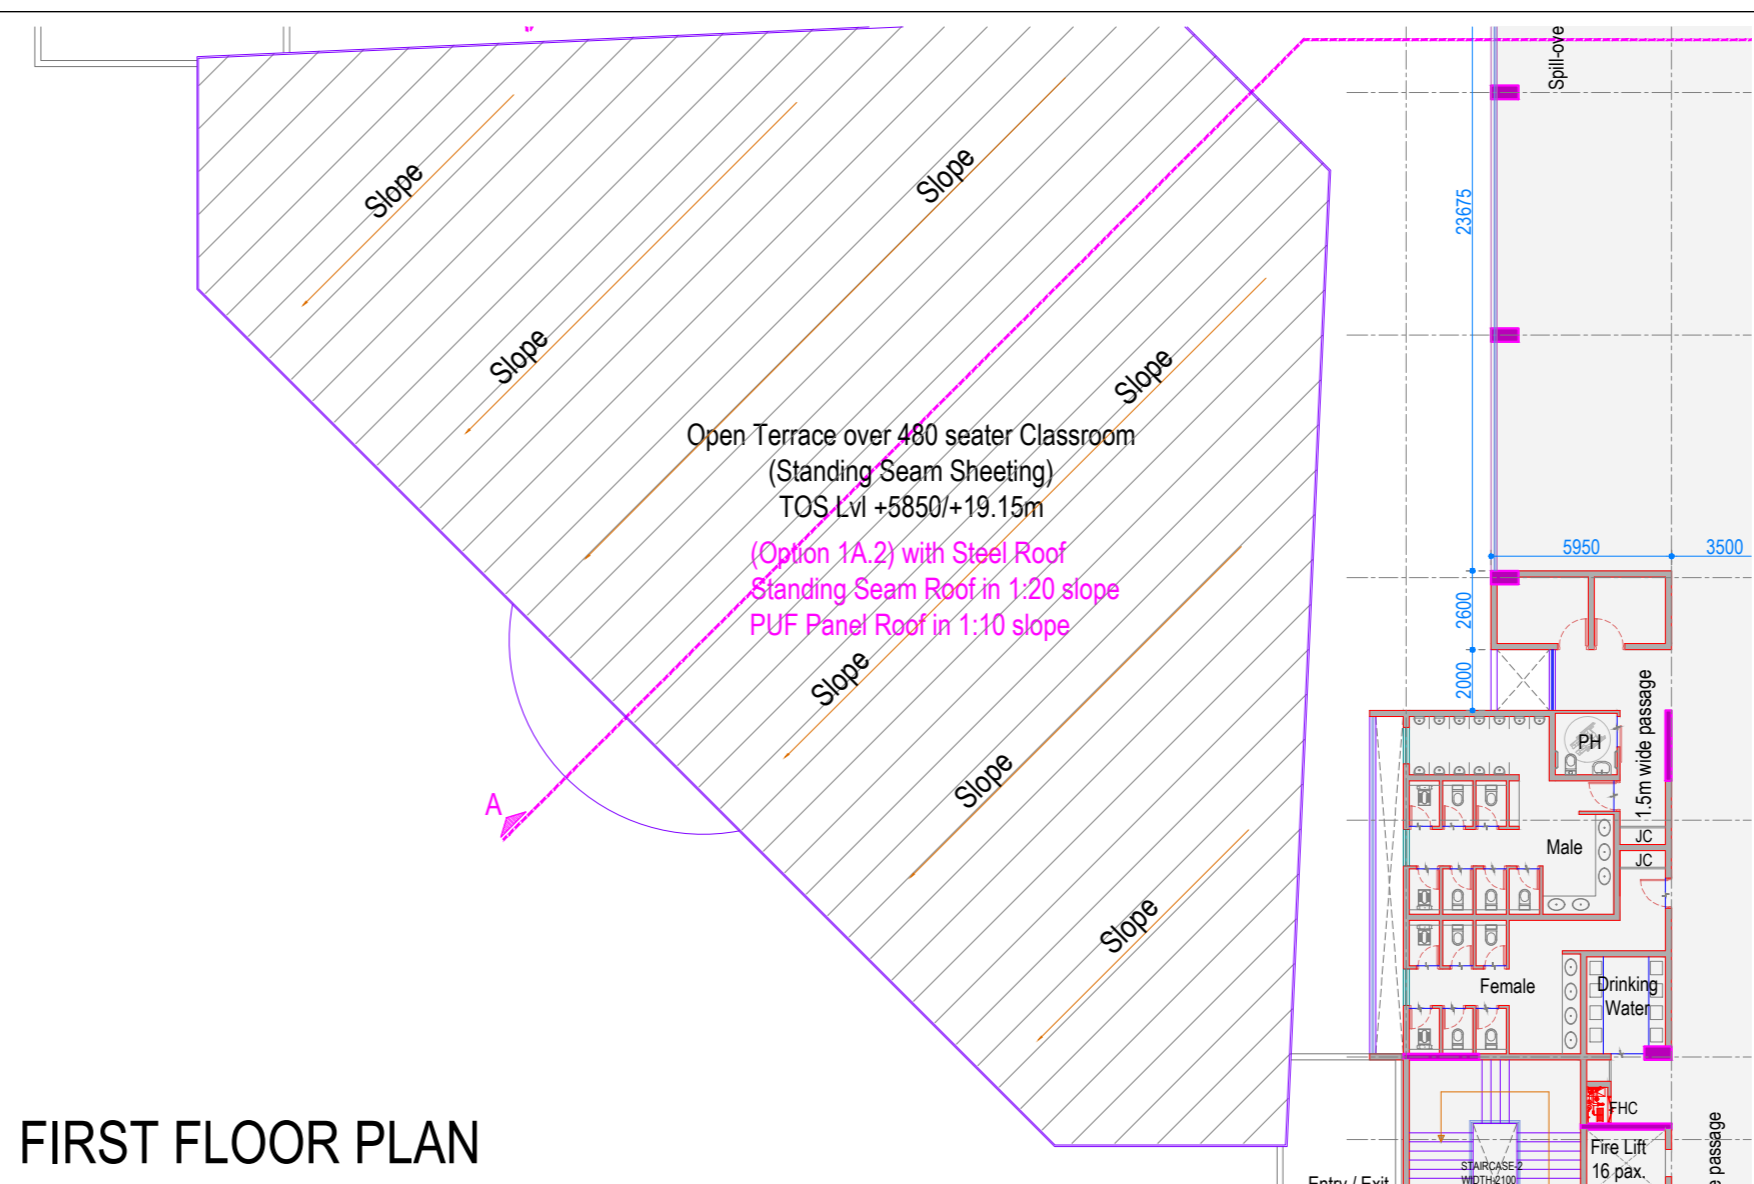 Spill-ove
Slope
Slope
23675
Slope
Slope
Open Terrace over 480 seater Classroom
(Standing Seam Sheeting)
TOS Lvl +5850/+19.15m
(Option 1A.2) with Steel Roof
Standing Seam Roof in 1:20 slope
PUF Panel Roof in 1:10 slope
5950
3500
2600
2000
Slope
1.5m wide passage
PH
Slope
A
JC
Male
JC
Slope
Female
Drinking
Water
FHC
FIRST FLOOR PLAN
Fire Lift
16 pax.
e passage
STAIRCASE-2
WIDTH-2100
Entry / Exit